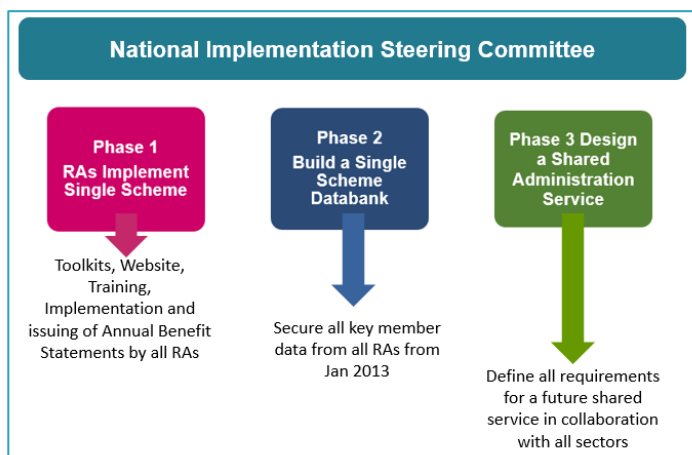 National Implementation Steering Committee
Phase 1
RAs Implement
Single Scheme
Toolkits, Website,
Training,
Implementation and
issuing of Annual Benefit
Statements by all RAs
Phase 2
Build a Single
Scheme
Databank
Secure all key member
data from all RAs from
Jan 2013
Phase 3 Design
a Shared
Administration
Service
Define all requirements
for a future shared
service in collaboration
with all sectors